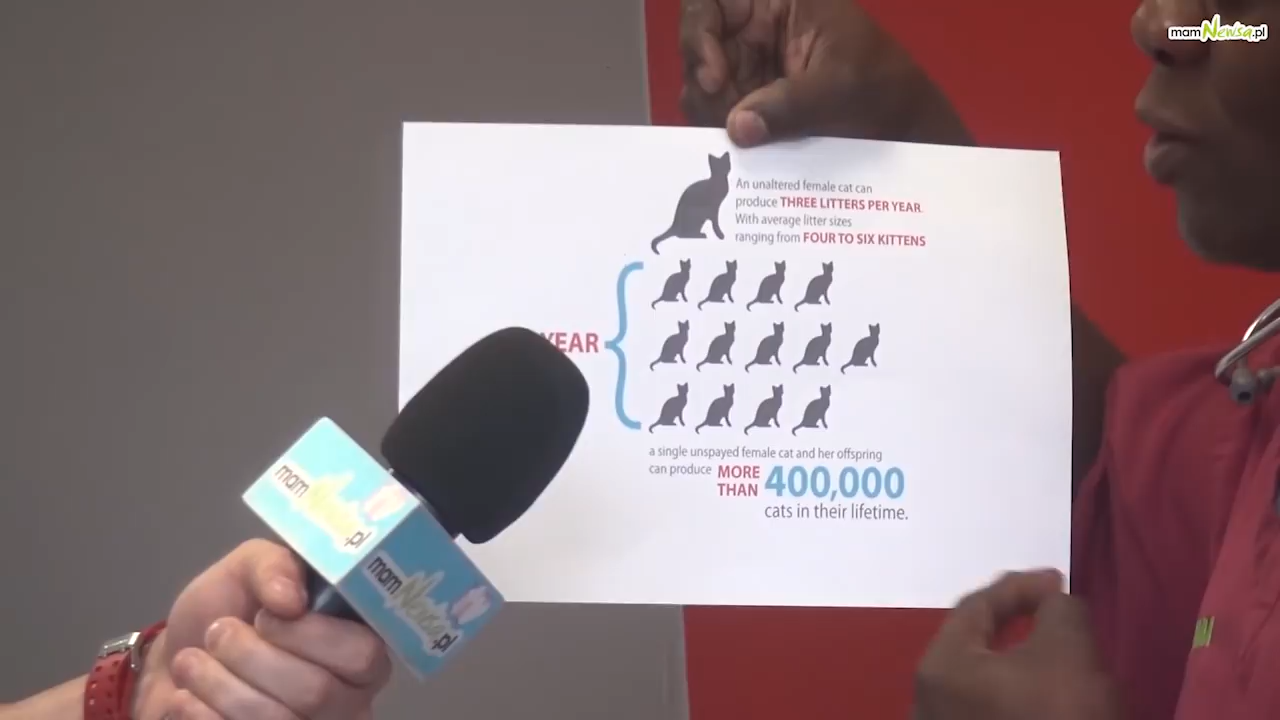 mamNewsa.pl
An unaltered female cat can
produce THREE LITTERS PER YEAR.
With average litter sizes
ranging from FOUR TO SIX KITTENS
YEAR
a single unspayed female cat and her offspring
can produce MORE THAN 400,000
cats in their lifetime.
mamNewsa.pl
mamNewsa.pl